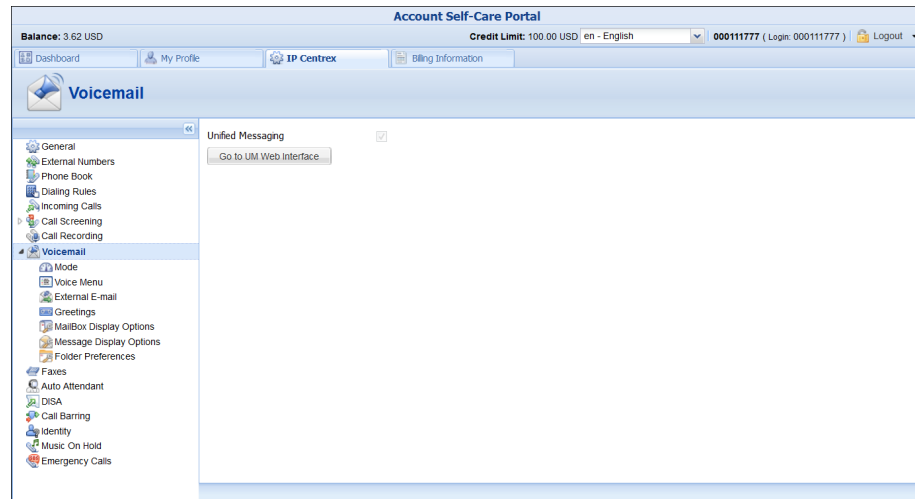 Account Self-Care Portal
Balance: 3.62 USD
Credit Limit: 100.00 USD en - English 000111777 ( Login: 000111777 ) Logout
Dashboard My Profile IP Centrex Billing Information
Voicemail
General
External Numbers
Phone Book
Dialing Rules
Incoming Calls
Call Screening
Call Recording
Voicemail
Mode
Voice Menu
External E-mail
Greetings
MailBox Display Options
Message Display Options
Folder Preferences
Faxes
Auto Attendant
DISA
Call Barring
Identity
Music On Hold
Emergency Calls
Unified Messaging
Go to UM Web Interface